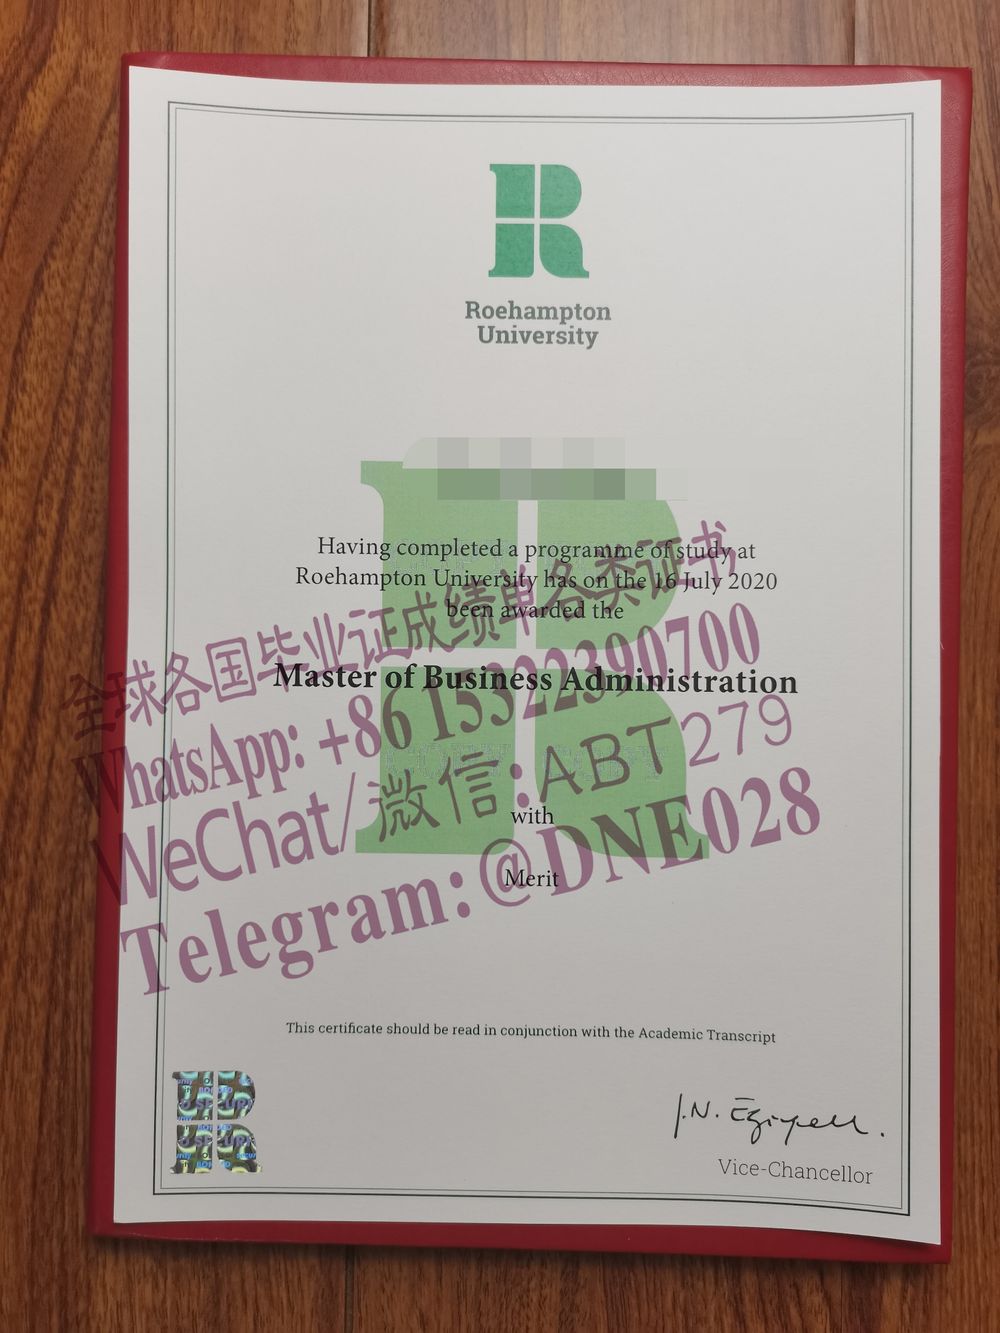 Roehampton
University
Having completed a programme of study at
Roehampton University has on the 16 July 2020
been awarded the
Master of Business Administration
with
Merit
全球各国毕业证成绩单各类证书
WhatsApp: +86 15322390700
WeChat/微信:ABT279
Telegram:@DNE028
This certificate should be read in conjunction with the Academic Transcript
Vice-Chancellor